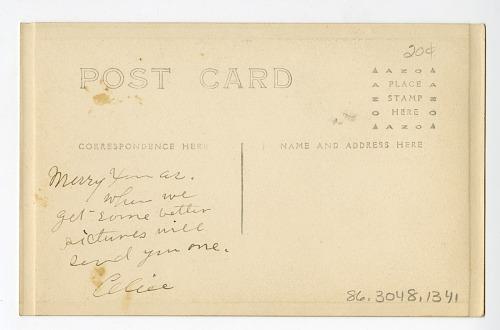 20¢
POST CARD
AZO
PLACE
STAMP
HERE
AZO
CORRESPONDENCE HERE
NAME AND ADDRESS HERE
Merry Xmas.
When we
get some better
pictures will
send you one.
86.3048.1341